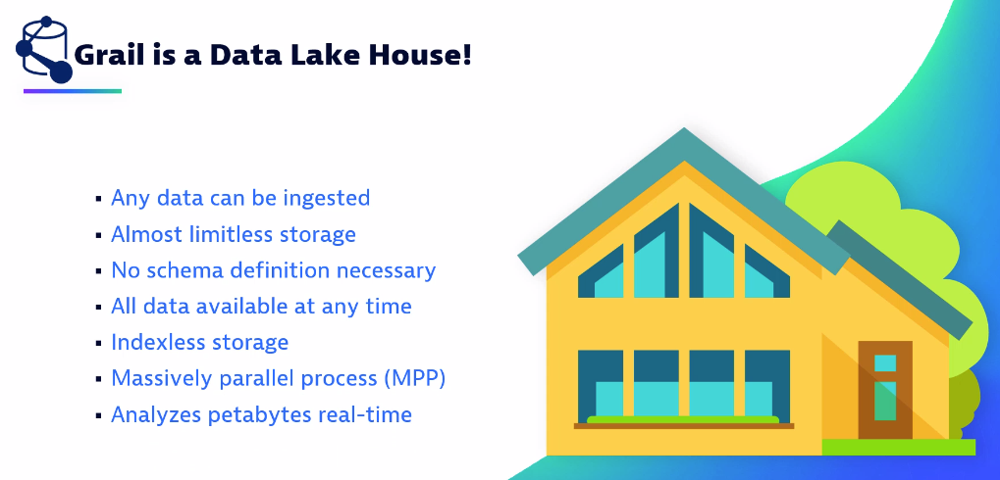 Grail is a Data Lake House!
▪ Any data can be ingested
▪ Almost limitless storage
▪ No schema definition necessary
▪ All data available at any time
▪ Indexless storage
▪ Massively parallel process (MPP)
▪ Analyzes petabytes real-time